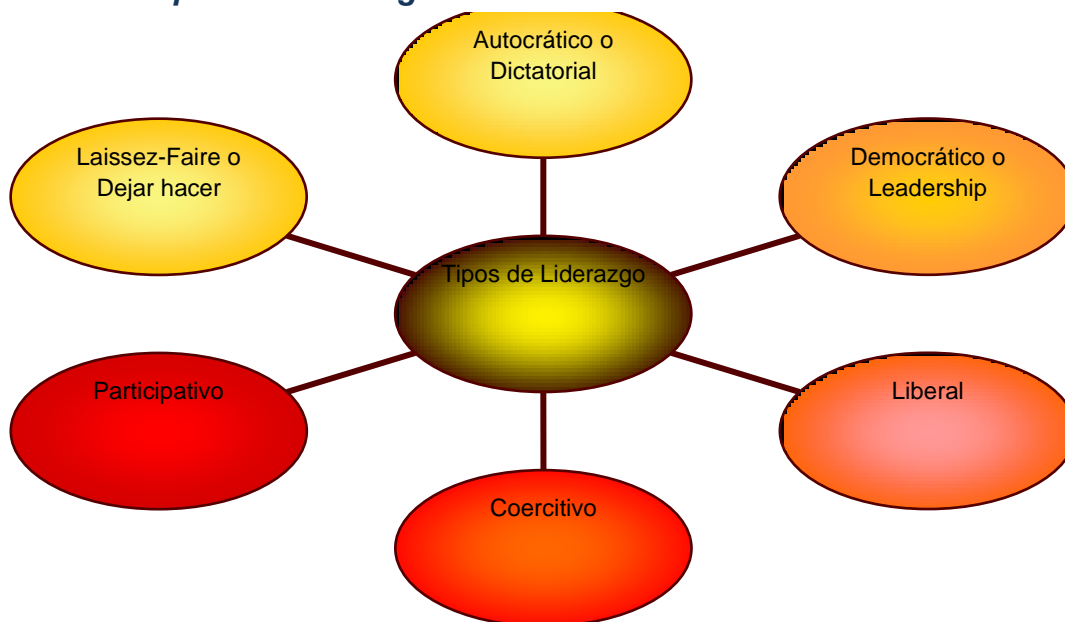 Autocrático o
Dictatorial
Laissez-Faire o
Dejar hacer
Democrático o
Leadership
Tipos de Liderazgo
Participativo
Liberal
Coercitivo